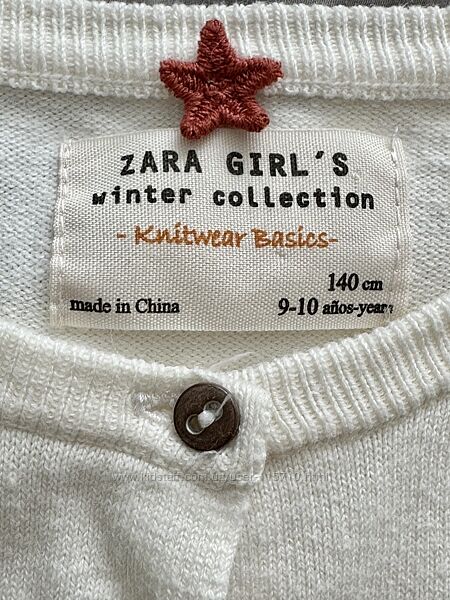 ZARA GIRL'S
winter collection
- Knitwear Basics-
140 cm
made in China
9-10 años-years